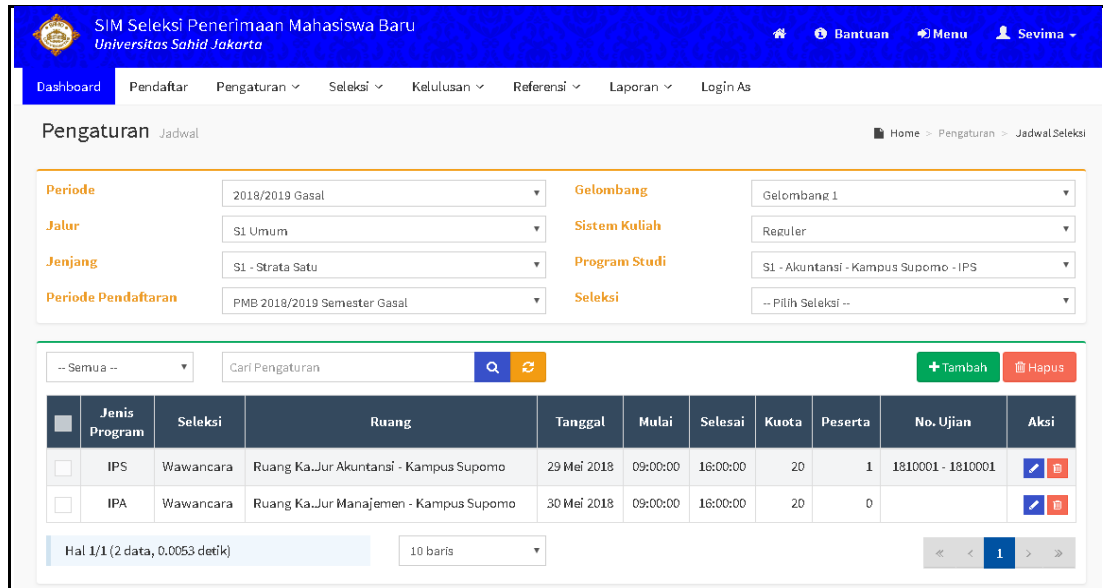 SIM Seleksi Penerimaan Mahasiswa Baru
Universitas Sahid Jakarta
Bantuan Menu Sevima
Dashboard Pendaftar Pengaturan Seleksi Kelulusan Referensi Laporan Login As
Pengaturan Jadwal
Home > Pengaturan > Jadwal Seleksi
Periode 2018/2019 Gasal Gelombang Gelombang 1
Jalur S1 Umum Sistem Kuliah Reguler
Jenjang S1 - Strata Satu Program Studi S1 - Akuntansi - Kampus Supomo - IPS
Periode Pendaftaran PMB 2018/2019 Semester Gasal Seleksi -- Pilih Seleksi --
-- Semua -- Cari Pengaturan Tambah Hapus
Jenis Program Seleksi Ruang Tanggal Mulai Selesai Kuota Peserta No. Ujian Aksi
IPS Wawancara Ruang Ka.Jur Akuntansi - Kampus Supomo 29 Mei 2018 09:00:00 16:00:00 20 1 1810001 - 1810001
IPA Wawancara Ruang Ka.Jur Manajemen - Kampus Supomo 30 Mei 2018 09:00:00 16:00:00 20 0
Hal 1/1 (2 data, 0.0053 detik) 10 baris « < 1 > »